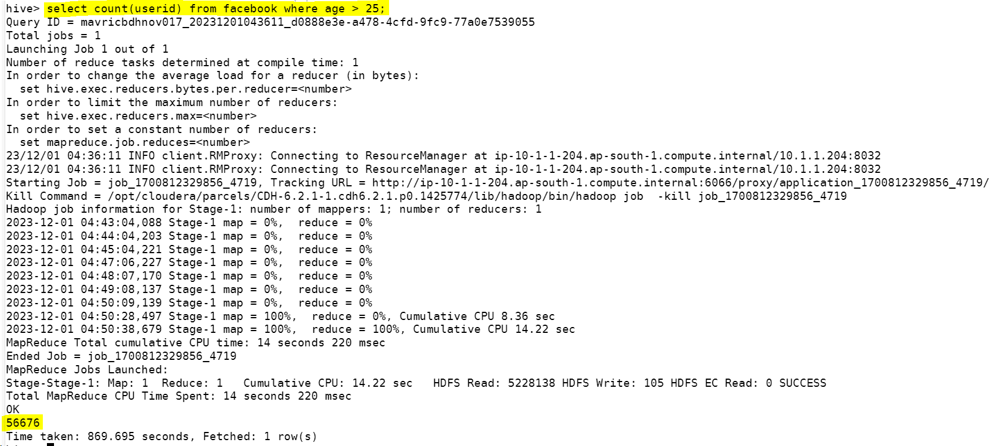 hive> select count(userid) from facebook where age > 25;
Query ID = mavricbdhnov017_20231201043611_d0888e3e-a478-4cfd-9fc9-77a0e7539055
Total jobs = 1
Launching Job 1 out of 1
Number of reduce tasks determined at compile time: 1
In order to change the average load for a reducer (in bytes):
  set hive.exec.reducers.bytes.per.reducer=<number>
In order to limit the maximum number of reducers:
  set hive.exec.reducers.max=<number>
In order to set a constant number of reducers:
  set mapreduce.job.reduces=<number>
23/12/01 04:36:11 INFO client.RMProxy: Connecting to ResourceManager at ip-10-1-1-204.ap-south-1.compute.internal/10.1.1.204:8032
23/12/01 04:36:11 INFO client.RMProxy: Connecting to ResourceManager at ip-10-1-1-204.ap-south-1.compute.internal/10.1.1.204:8032
Starting Job = job_1700812329856_4719, Tracking URL = http://ip-10-1-1-204.ap-south-1.compute.internal:6066/proxy/application_1700812329856_4719/
Kill Command = /opt/cloudera/parcels/CDH-6.2.1-1.cdh6.2.1.p0.1425774/lib/hadoop/bin/hadoop job  -kill job_1700812329856_4719
Hadoop job information for Stage-1: number of mappers: 1; number of reducers: 1
2023-12-01 04:43:04,088 Stage-1 map = 0%,  reduce = 0%
2023-12-01 04:44:04,203 Stage-1 map = 0%,  reduce = 0%
2023-12-01 04:45:04,221 Stage-1 map = 0%,  reduce = 0%
2023-12-01 04:47:06,227 Stage-1 map = 0%,  reduce = 0%
2023-12-01 04:48:07,170 Stage-1 map = 0%,  reduce = 0%
2023-12-01 04:49:08,137 Stage-1 map = 0%,  reduce = 0%
2023-12-01 04:50:09,139 Stage-1 map = 0%,  reduce = 0%
2023-12-01 04:50:28,497 Stage-1 map = 100%,  reduce = 0%, Cumulative CPU 8.36 sec
2023-12-01 04:50:38,679 Stage-1 map = 100%,  reduce = 100%, Cumulative CPU 14.22 sec
MapReduce Total cumulative CPU time: 14 seconds 220 msec
Ended Job = job_1700812329856_4719
MapReduce Jobs Launched:
Stage-Stage-1: Map: 1  Reduce: 1   Cumulative CPU: 14.22 sec   HDFS Read: 5228138 HDFS Write: 105 HDFS EC Read: 0 SUCCESS
Total MapReduce CPU Time Spent: 14 seconds 220 msec
OK
56676
Time taken: 869.695 seconds, Fetched: 1 row(s)